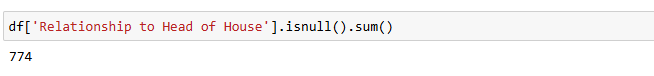 df['Relationship to Head of House'].isnull().sum()
774